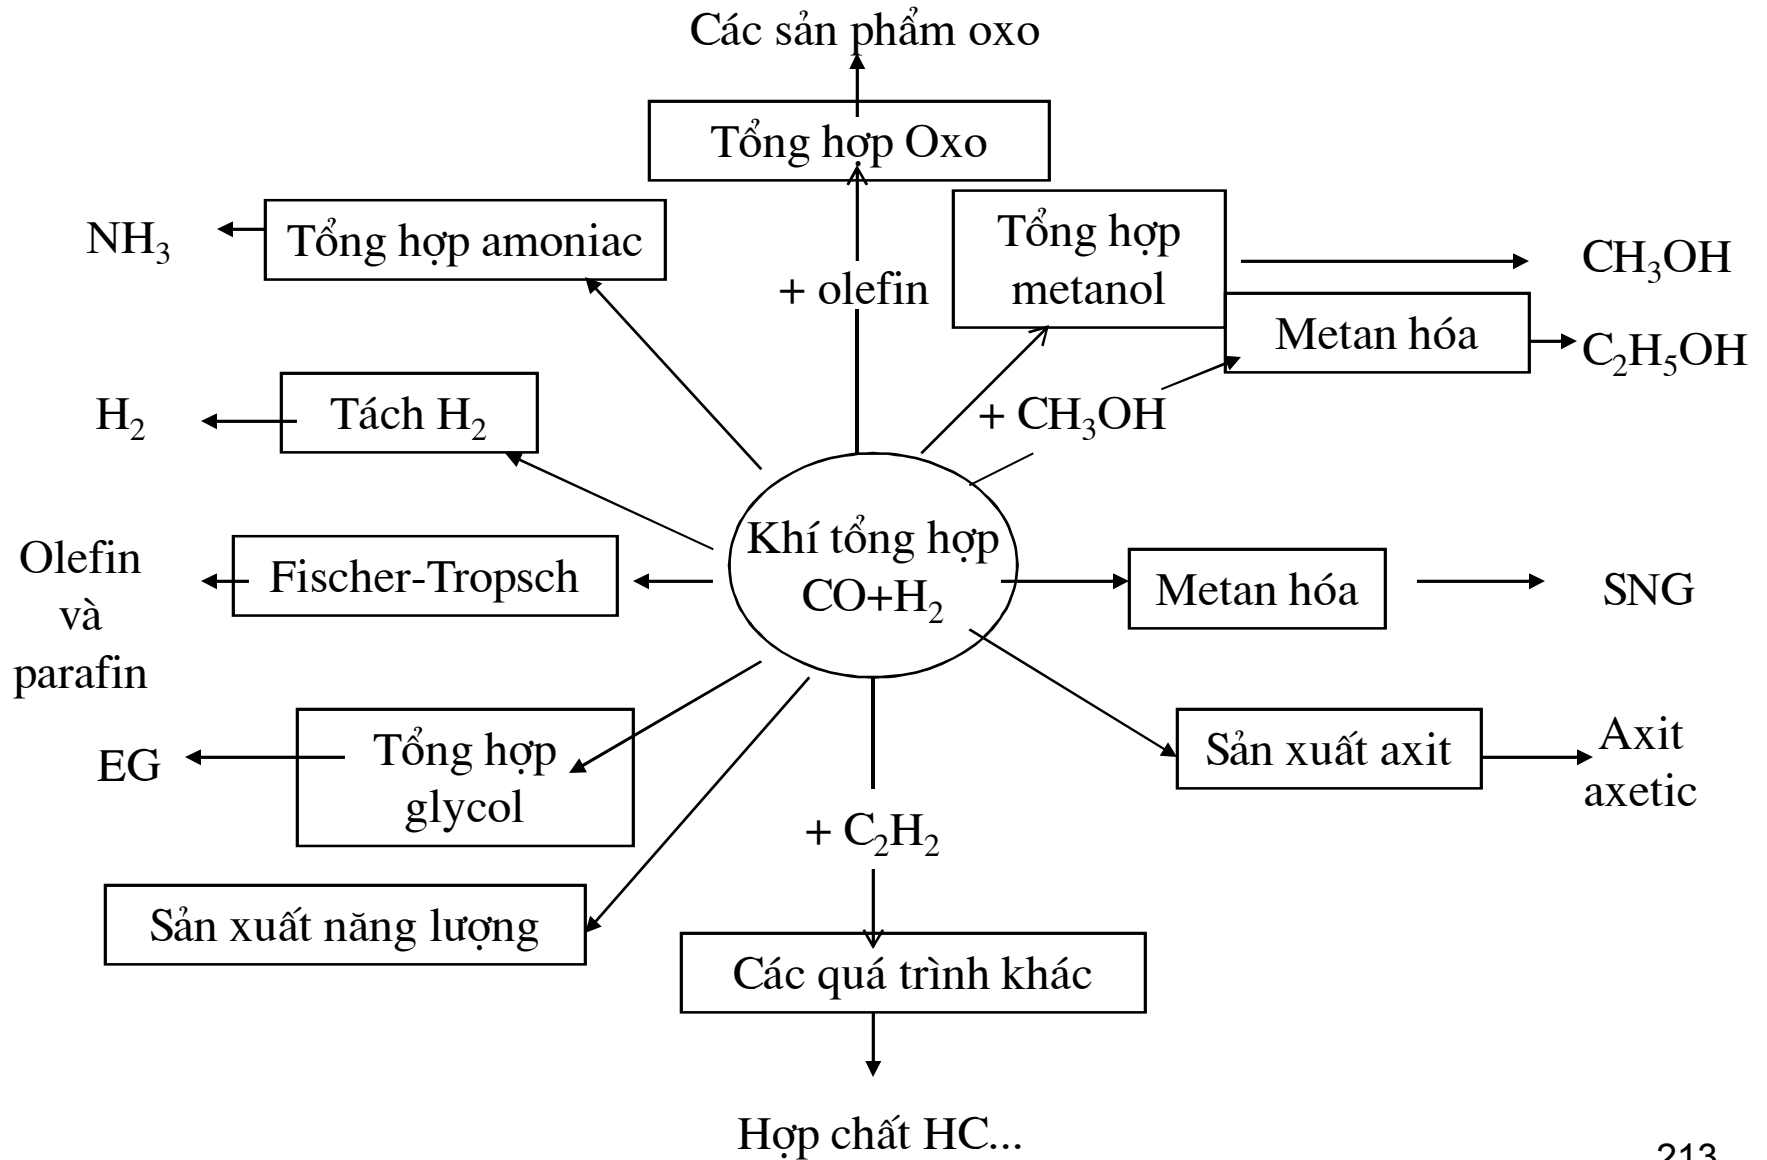 Các sản phẩm oxo
Tổng hợp Oxo
NH₃
Tổng hợp amoniac
+ olefin
Tổng hợp
metanol
CH₃OH
Metan hóa
C₂H₅OH
H₂
Tách H₂
+ CH₃OH
Khí tổng hợp
CO+H₂
Olefin
và
parafin
Fischer-Tropsch
Metan hóa
SNG
EG
Tổng hợp
glycol
Sản xuất axit
Axit
axetic
+ C₂H₂
Sản xuất năng lượng
Các quá trình khác
Hợp chất HC...
213